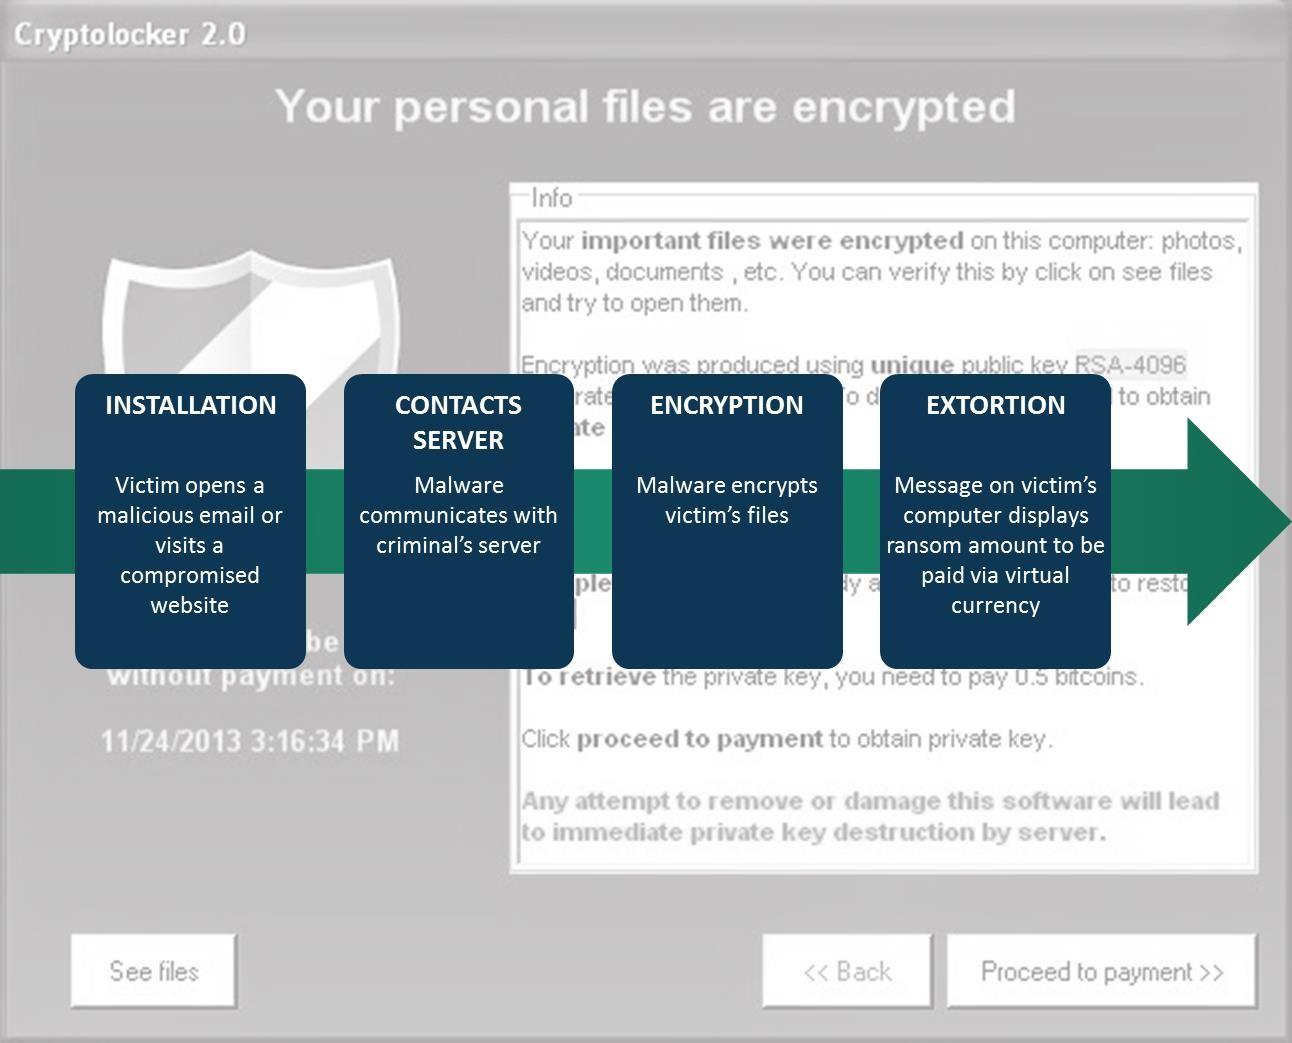 Cryptolocker 2.0
Your personal files are encrypted
Info
Your important files were encrypted on this computer: photos,
videos, documents , etc. You can verify this by click on see files
and try to open them.
Encryption was produced using unique public key RSA-4096
to obtain
INSTALLATION
Victim opens a
malicious email or
visits a
compromised
website
CONTACTS
SERVER
Malware
communicates with
criminal's server
ENCRYPTION
Malware encrypts
victim's files
EXTORTION
Message on victim's
computer displays
ransom amount to be
paid via virtual
currency
be
without payment on:
11/24/2013 3:16:34 PM
To retrieve the private key, you need to pay 0.5 bitcoins.
Click proceed to payment to obtain private key.
Any attempt to remove or damage this software will lead
to immediate private key destruction by server.
See files
<< Back
Proceed to payment >>